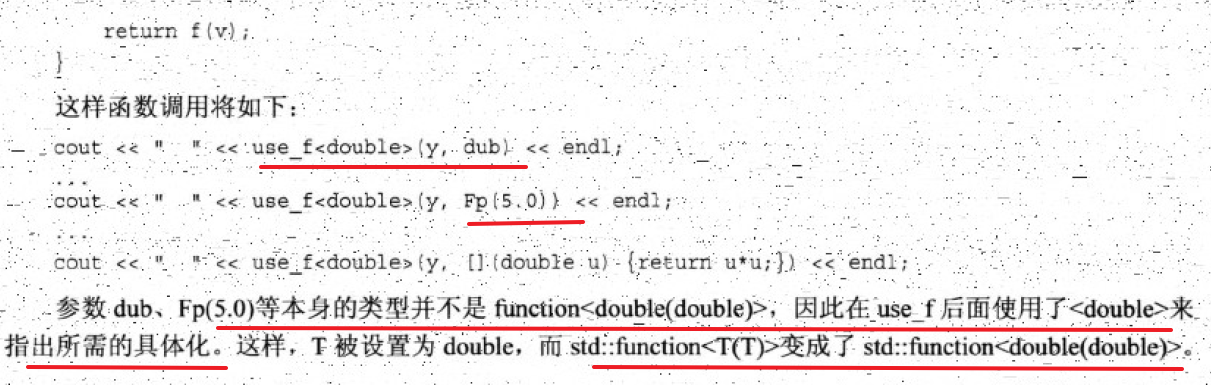 return f(v);
}
这样函数调用将如下：
cout << "  " << use_f<double>(y, dub) << endl;
...
cout << "  " << use_f<double>(y, Fp(5.0)) << endl;
...
cout << "  " << use_f<double>(y, [](double u) {return u*u;}) << endl;
参数 dub、Fp(5.0)等本身的类型并不是 function<double(double)>，因此在 use_f 后面使用了<double>来
指出所需的具体化。这样，T 被设置为 double，而 std::function<T(T)>变成了 std::function<double(double)>。